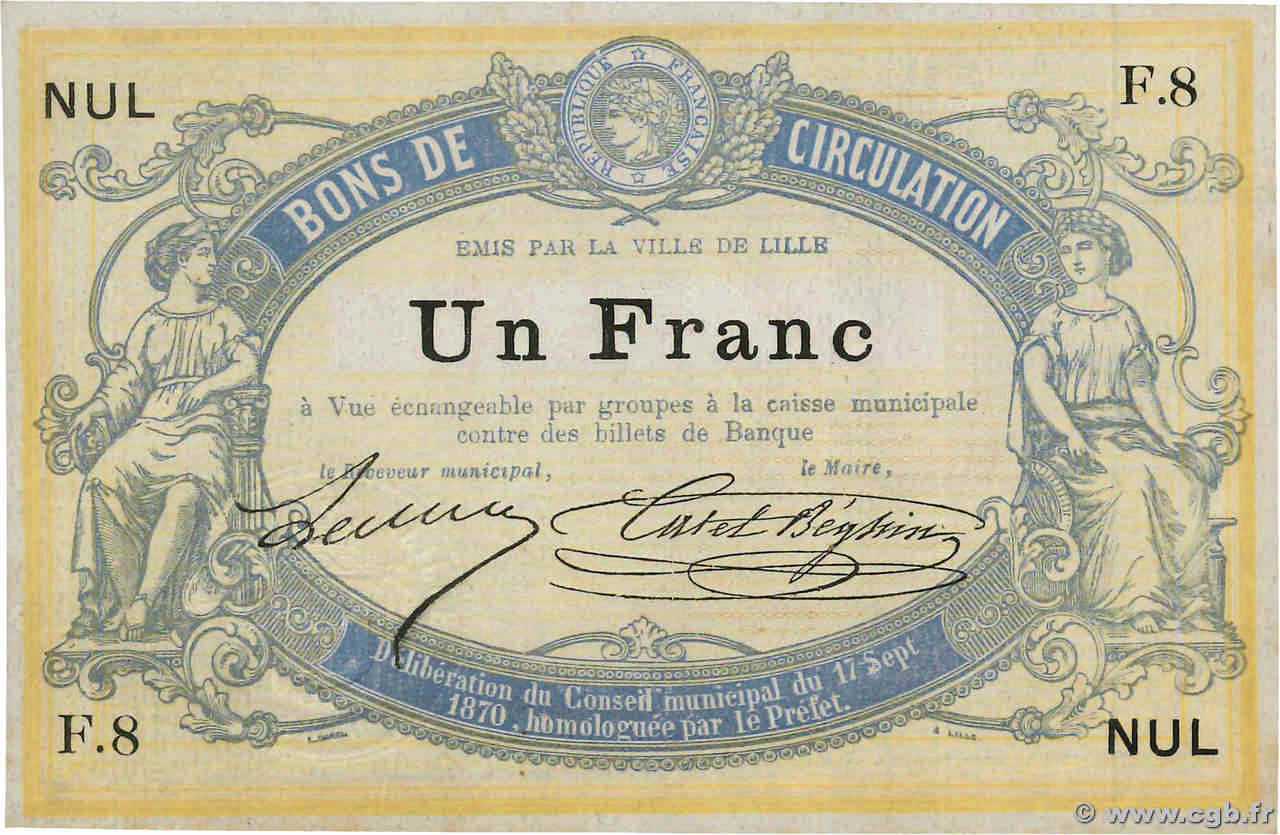 NUL
F.8
RÉPUBLIQUE FRANÇAISE
BONS DE CIRCULATION
EMIS PAR LA VILLE DE LILLE
Un Franc
à Vue échangeable par groupes à la caisse municipale
contre des billets de Banque
le Receveur municipal,
le Maire,
Catel Béghin
Délibération du Conseil municipal du 17 Sept
1870, homologuée par le Préfet.
F.8
A LILLE
NUL
© www.cgb.fr